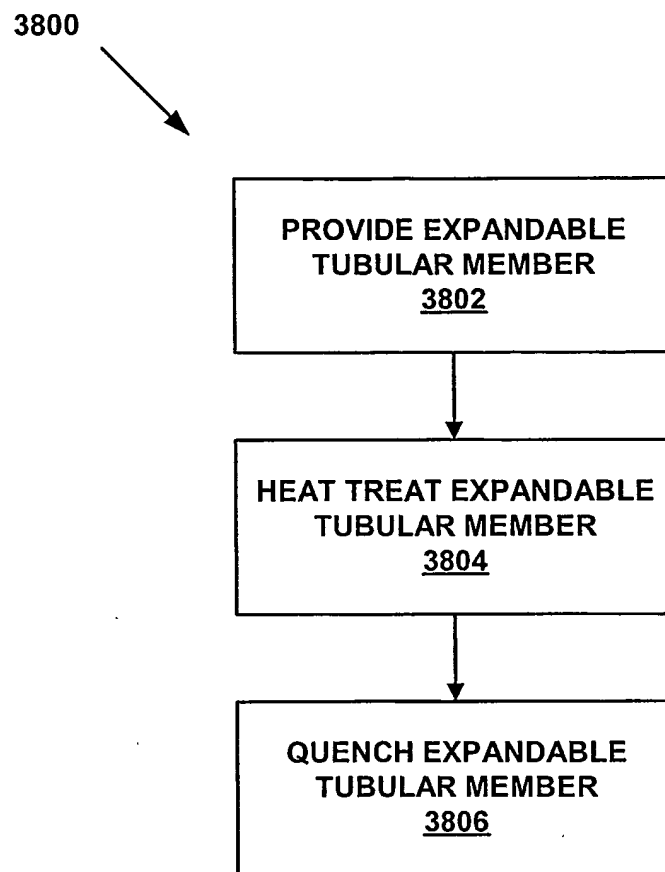 3800
PROVIDE EXPANDABLE
TUBULAR MEMBER
3802
HEAT TREAT EXPANDABLE
TUBULAR MEMBER
3804
QUENCH EXPANDABLE
TUBULAR MEMBER
3806